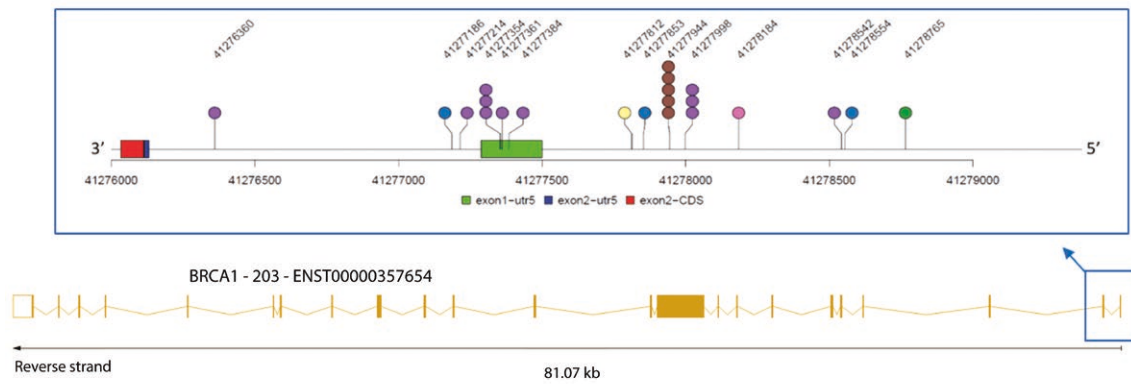 41276360 41277186 41277214 41277354 41277361 41277384 41277812 41277853 41277944 41277998 41278184 41278542 41278554 41278765
3’ 5’
41276000 41276500 41277000 41277500 41278000 41278500 41279000
exon1-utr5 exon2-utr5 exon2-CDS
BRCA1 - 203 - ENST00000357654
Reverse strand 81.07 kb